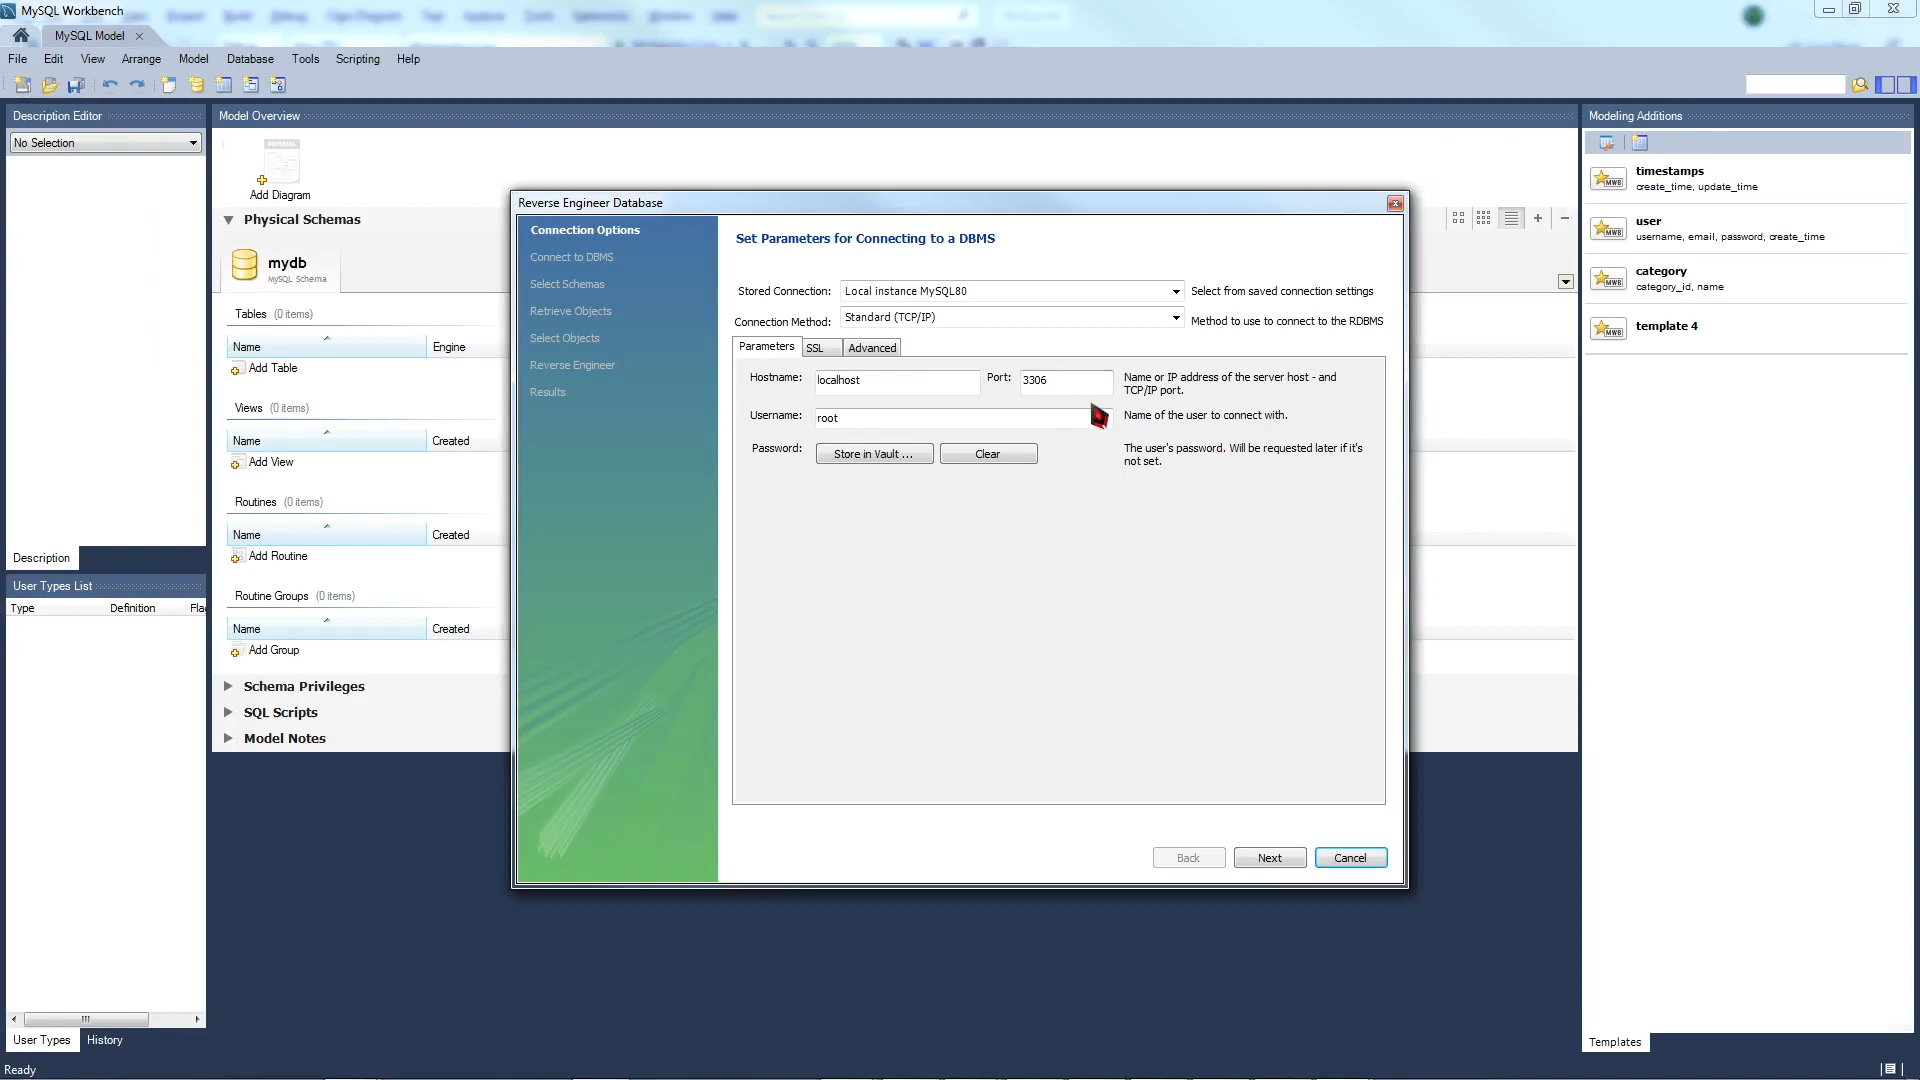 MySQL Workbench
MySQL Model
File Edit View Arrange Model Database Tools Scripting Help
Description Editor
No Selection
Description
User Types List
Type Definition
User Types History
Ready
Model Overview
PHYSICAL
Add Diagram
Physical Schemas
mydb
MySQL Schema
Tables (0 items)
Name Engine
Add Table
Views (0 items)
Name Created
Add View
Routines (0 items)
Name Created
Add Routine
Routine Groups (0 items)
Name Created
Add Group
Schema Privileges
SQL Scripts
Model Notes
Reverse Engineer Database
Connection Options
Connect to DBMS
Select Schemas
Retrieve Objects
Select Objects
Reverse Engineer
Results
Set Parameters for Connecting to a DBMS
Stored Connection: Local instance MySQL80 Select from saved connection settings
Connection Method: Standard (TCP/IP) Method to use to connect to the RDBMS
Parameters SSL Advanced
Hostname: localhost Port: 3306 Name or IP address of the server host - and
TCP/IP port.
Username: root Name of the user to connect with.
Password: Store in Vault ... Clear The user's password. Will be requested later if it's
not set.
Back Next Cancel
Modeling Additions
MWB
timestamps
create_time, update_time
MWB
user
username, email, password, create_time
MWB
category
category_id, name
MWB
template 4
Templates